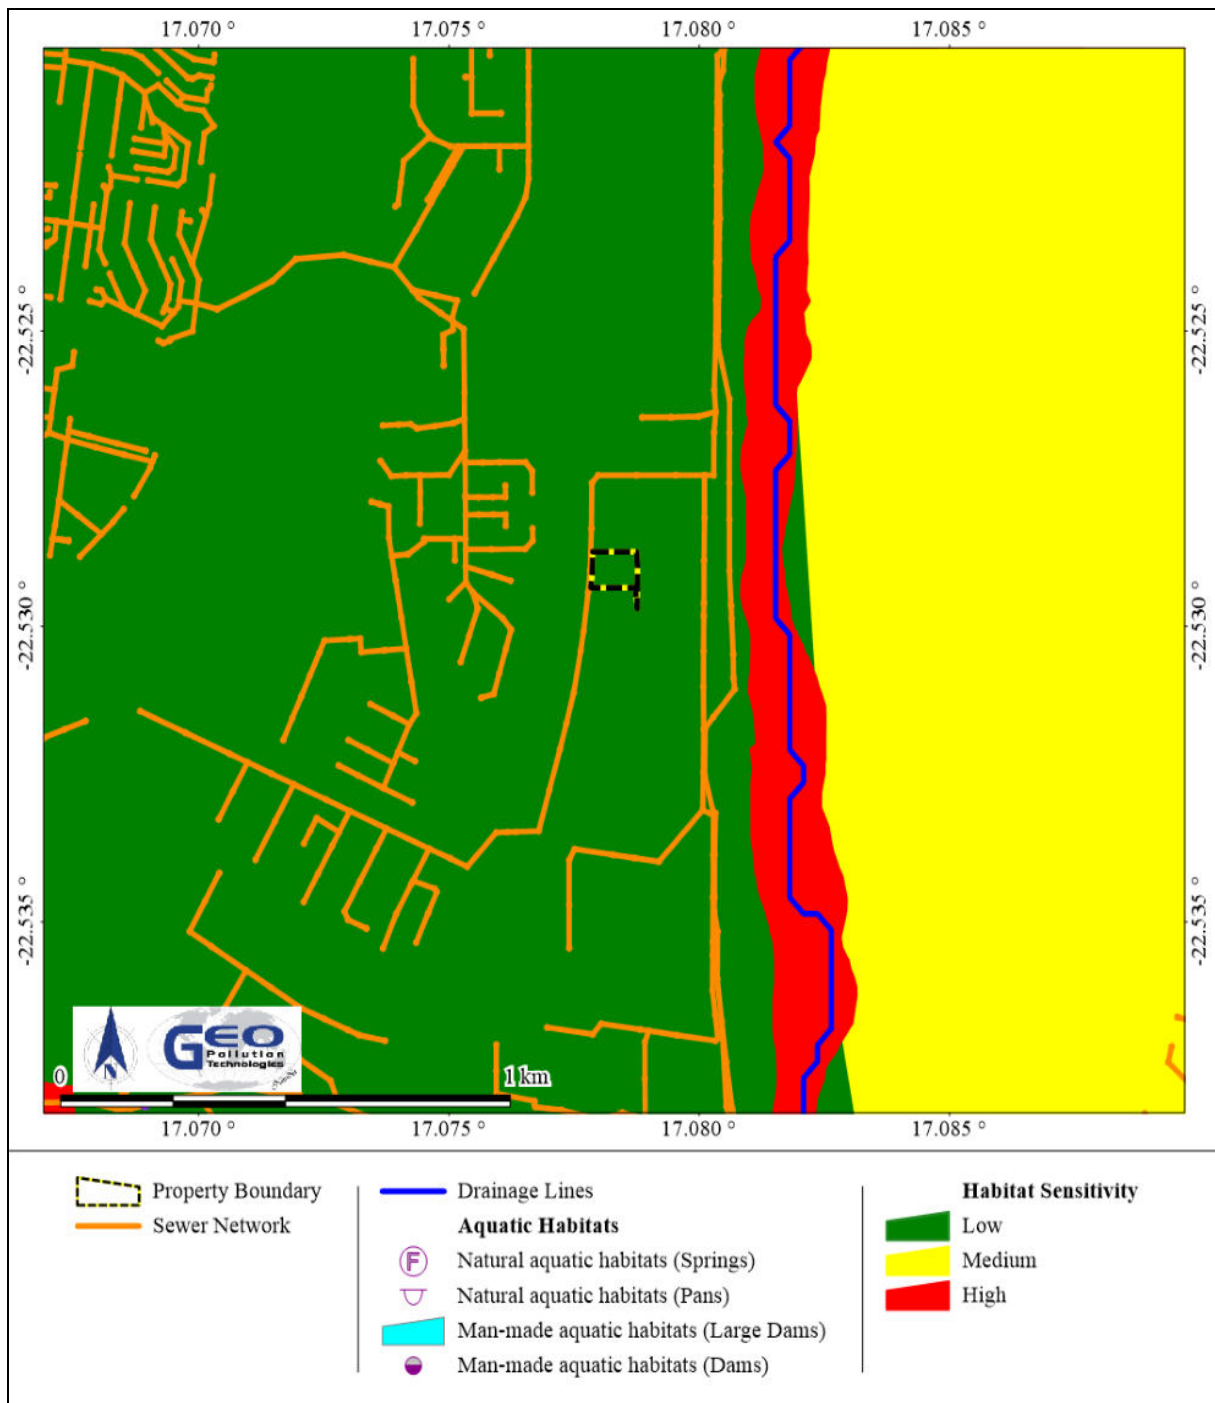 17.070 ° 17.075 ° 17.080 ° 17.085 °
-22.525 ° -22.525 °
-22.530 ° -22.530 °
-22.535 ° -22.535 °
N
GEO
Pollution
Technologies
0 1 km
17.070 ° 17.075 ° 17.080 ° 17.085 °
Property Boundary
Sewer Network
Drainage Lines
Aquatic Habitats
F Natural aquatic habitats (Springs)
Natural aquatic habitats (Pans)
Man-made aquatic habitats (Large Dams)
Man-made aquatic habitats (Dams)
Habitat Sensitivity
Low
Medium
High